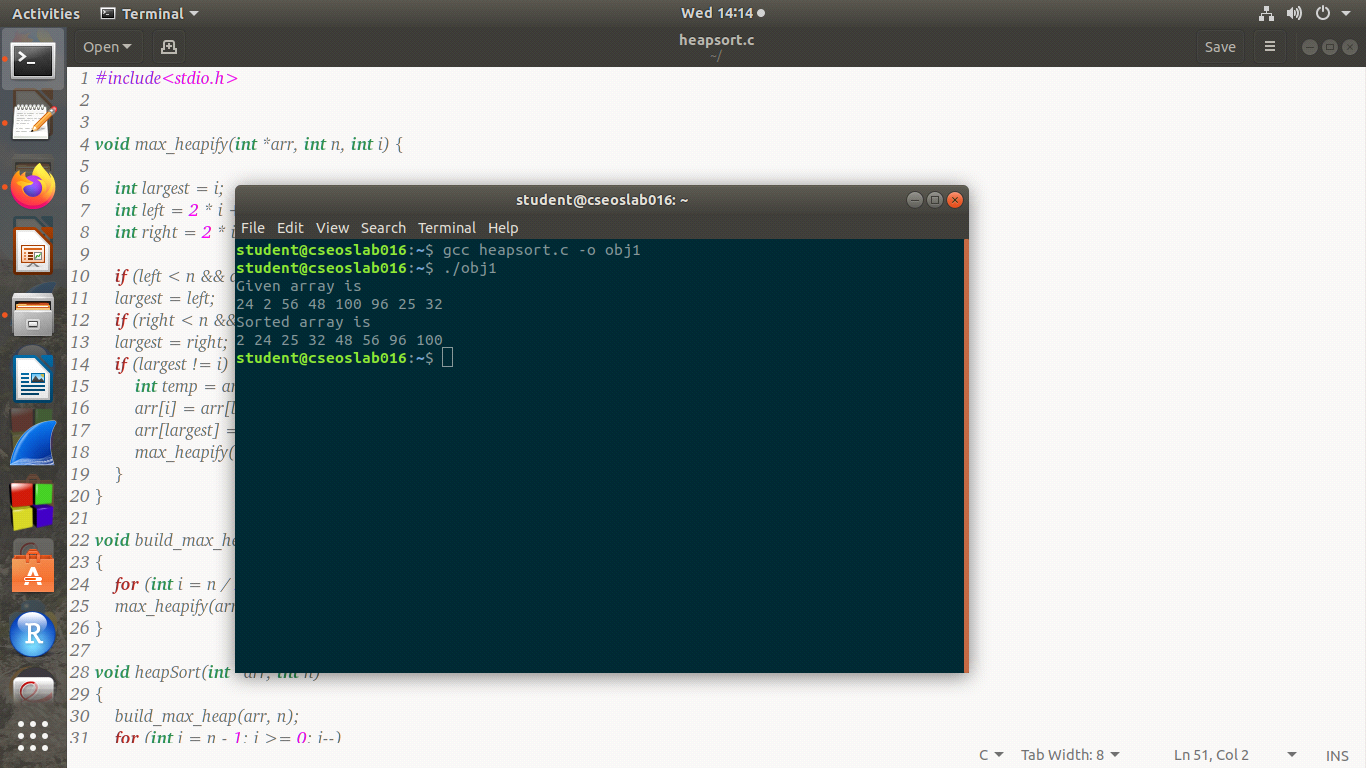 Activities Terminal Wed 14:14
Open heapsort.c Save
~/
1 #include<stdio.h>
2
3
4 void max_heapify(int *arr, int n, int i) {
5
6 int largest = i;
7 int left = 2 * i
8 int right = 2 * i
9
10 if (left < n &&
11 largest = left;
12 if (right < n &&
13 largest = right;
14 if (largest != i)
15 int temp =
16 arr[i] =
17 arr[largest] =
18 max_heapify(
19 }
20 }
21
22 void
23 {
24 for (int i = n /
25 max_heapify(arr
26 }
27
28 void heapSort(int arr, int n)
29 {
30 build_max_heap(arr, n);
31 for (int i = n - 1; i >= 0; i--)
student@cseoslab016: ~
File Edit View Search Terminal Help
student@cseoslab016:~$ gcc heapsort.c -o obj1
student@cseoslab016:~$ ./obj1
Given array is
24 2 56 48 100 96 25 32
Sorted array is
2 24 25 32 48 56 96 100
student@cseoslab016:~$
C Tab Width: 8 Ln 51, Col 2 INS